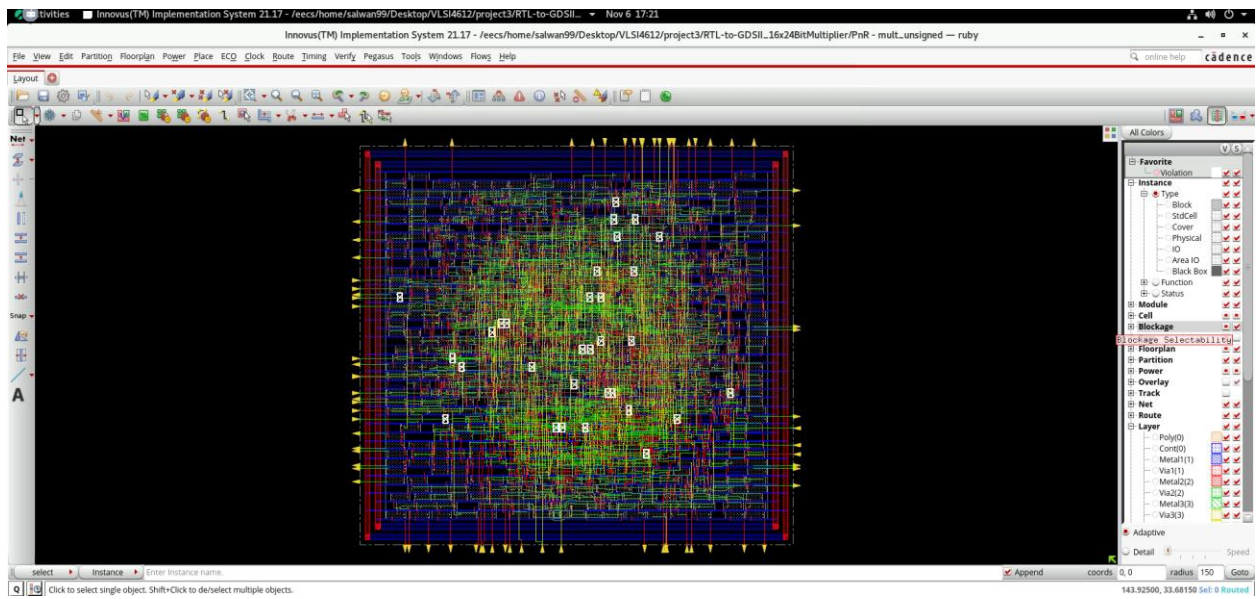 tivities Innovus(TM) Implementation System 21.17 - /eecs/home/salwan99/Desktop/VLSI4612/project3/RTL-to-GDSII... Nov 6 17:21
Innovus(TM) Implementation System 21.17 - /eecs/home/salwan99/Desktop/VLSI4612/project3/RTL-to-GDSII_16x24BitMultiplier/PnR - mult_unsigned — ruby
File View Edit Partition Floorplan Power Place ECO Clock Route Timing Verify Pegasus Tools Windows Flows Help
online help cādence
Layout
All Colors
Net
V S
Favorite
Violation
Instance
Type
Block
StdCell
Cover
Physical
IO
Area IO
Black Box
Function
Status
Module
Snap
Cell
Blockage
Blockage Selectability
Floorplan
Partition
Power
Overlay
A
Track
Net
Route
Layer
Poly(0)
Cont(0)
Metal1(1)
Via1(1)
Metal2(2)
Via2(2)
Metal3(3)
Via3(3)
Adaptive
Detail Speed
select Instance Enter Instance name. Append coords 0, 0 radius 150 Goto
Q Click to select single object. Shift+Click to de/select multiple objects. 143.92500, 33.68150 Sel: 0 Routed